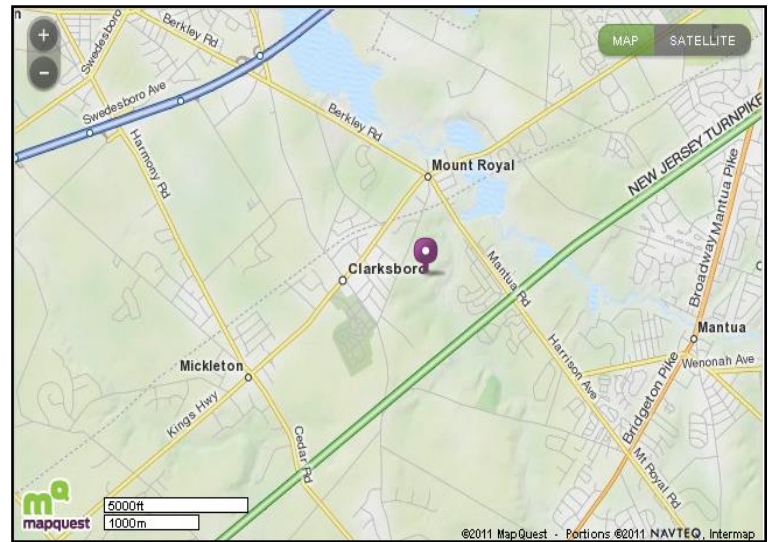 n
+
Berkley Rd
MAP
SATELLITE
Swedesboro
-
Swedesboro Ave
Berkley Rd
Harmony Rd
Mount Royal
NEW JERSEY TURNPIKE
Broadway
Mantua Pike
Clarksboro
Mantua Rd
Mantua
Harrison Ave
Wenonah Ave
Mickleton
Kings Hwy
Cedar Rd
Bridgeton Pike
Mt Royal Rd
mq
mapquest
5000ft
1000m
©2011 MapQuest - Portions ©2011 NAVTEQ, Intermap